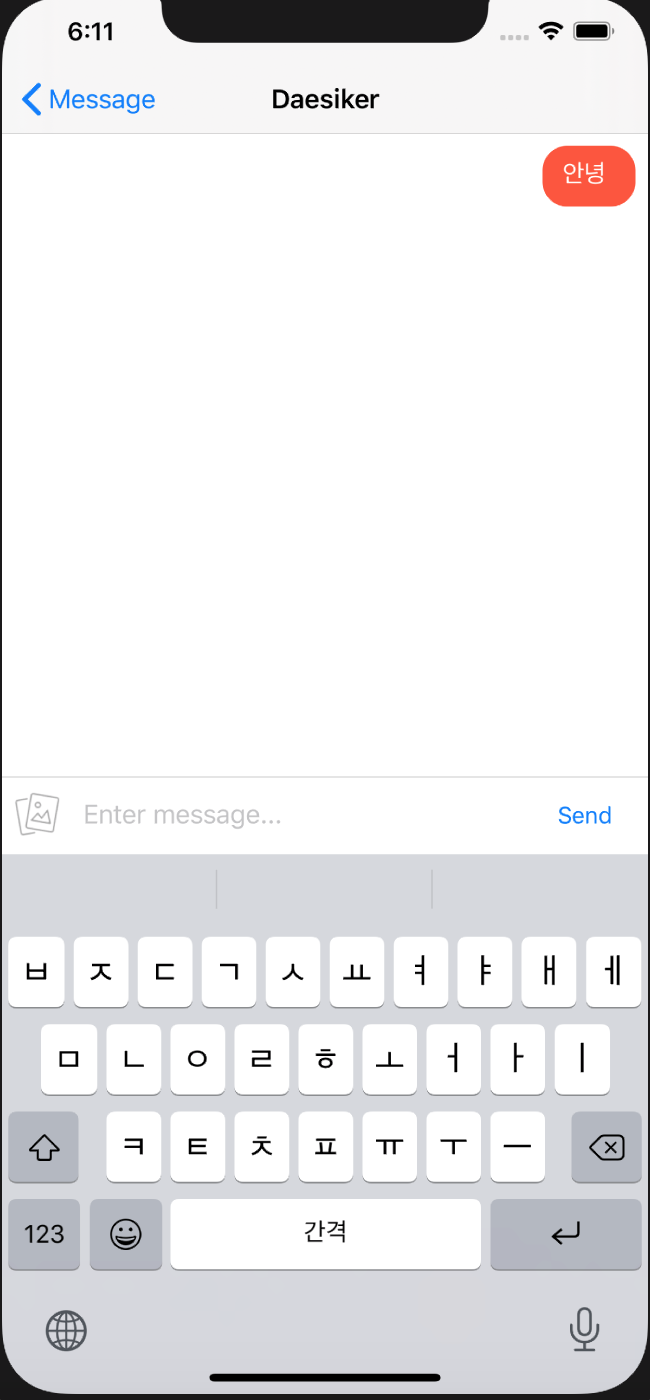 6:11
Message Daesiker
안녕
Enter message... Send
ㅂ ㅈ ㄷ ㄱ ㅅ ㅛ ㅕ ㅑ ㅐ ㅔ
ㅁ ㄴ ㅇ ㄹ ㅎ ㅗ ㅓ ㅏ ㅣ
ㅋ ㅌ ㅊ ㅍ ㅠ ㅜ ㅡ
123 간격